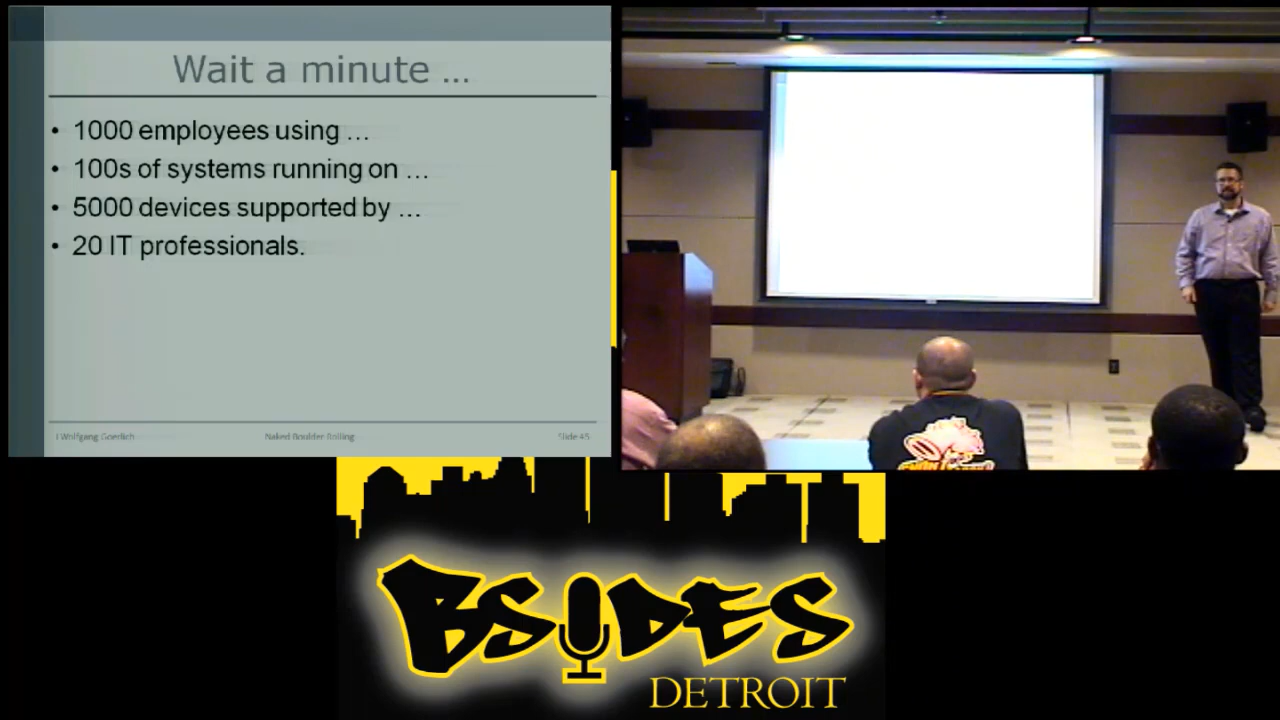 Wait a minute ...
• 1000 employees using ...
• 100s of systems running on ...
• 5000 devices supported by ...
• 20 IT professionals.
J Wolfgang Goerlich
Naked Boulder Rolling
Slide 45
BSIDES
DETROIT